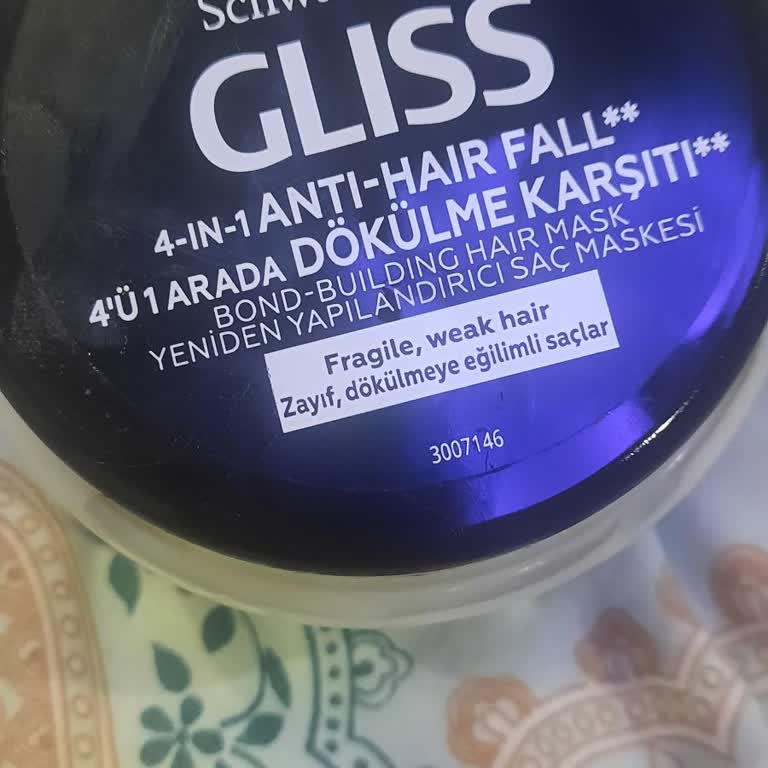 GLISS
4-IN-1 ANTI-HAIR FALL**
4'Ü 1 ARADA DÖKÜLME KARŞITI**
BOND-BUILDING HAIR MASK
YENİDEN YAPILANDIRICI SAÇ MASKESİ
Fragile, weak hair
Zayıf, dökülmeye eğilimli saçlar
3007146